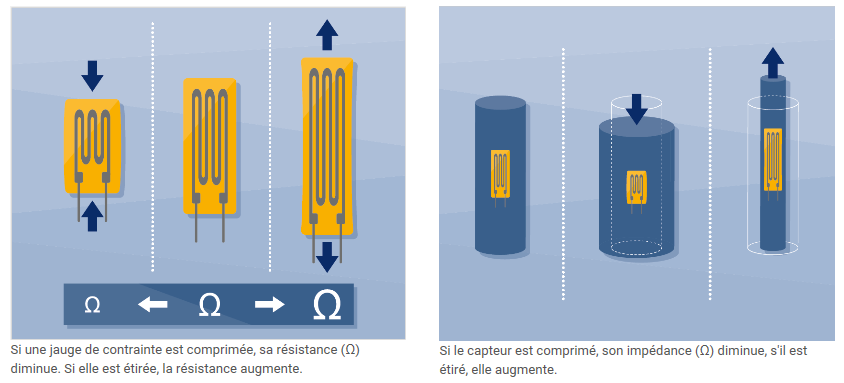 Ω Ω Ω
Si une jauge de contrainte est comprimée, sa résistance (Ω)
diminue. Si elle est étirée, la résistance augmente.
Si le capteur est comprimé, son impédance (Ω) diminue, s'il est
étiré, elle augmente.